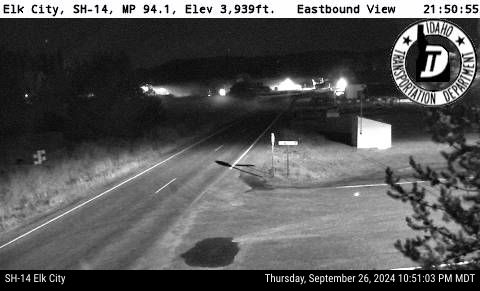 Elk City, SH-14, MP 94.1, Elev 3,939ft. Eastbound View 21:50:55
IDAHO
TRANSPORTATION DEPARTMENT
SH-14 Elk City Thursday, September 26, 2024 10:51:03 PM MDT